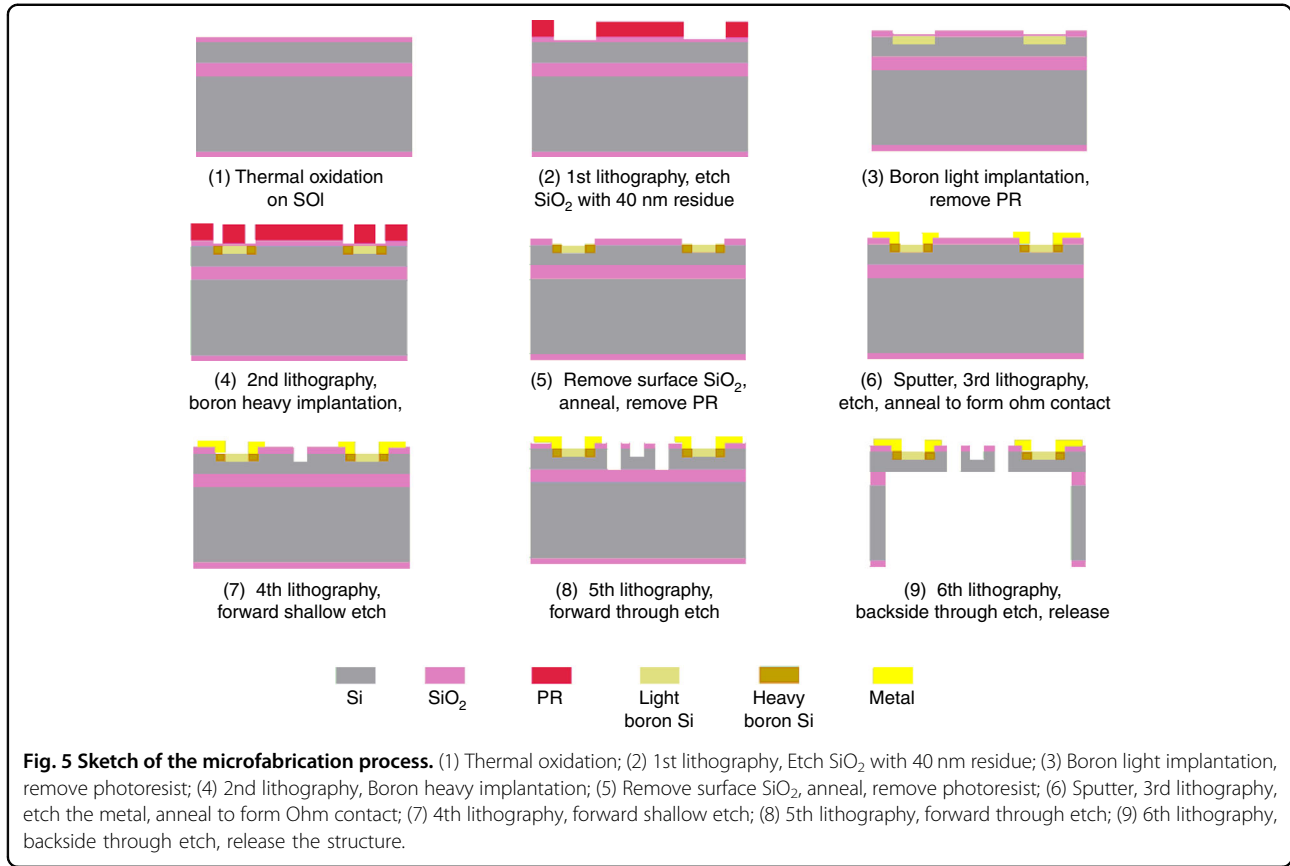 (1) Thermal oxidation
on SOI
(2) 1st lithography, etch
SiO₂ with 40 nm residue
(3) Boron light implantation,
remove PR
(4) 2nd lithography,
boron heavy implantation,
(5) Remove surface SiO₂,
anneal, remove PR
(6) Sputter, 3rd lithography,
etch, anneal to form ohm contact
(7) 4th lithography,
forward shallow etch
(8) 5th lithography,
forward through etch
(9) 6th lithography,
backside through etch, release
Si
SiO₂
PR
Light
boron Si
Heavy
boron Si
Metal
Fig. 5 Sketch of the microfabrication process. (1) Thermal oxidation; (2) 1st lithography, Etch SiO₂ with 40 nm residue; (3) Boron light implantation,
remove photoresist; (4) 2nd lithography, Boron heavy implantation; (5) Remove surface SiO₂, anneal, remove photoresist; (6) Sputter, 3rd lithography,
etch the metal, anneal to form Ohm contact; (7) 4th lithography, forward shallow etch; (8) 5th lithography, forward through etch; (9) 6th lithography,
backside through etch, release the structure.